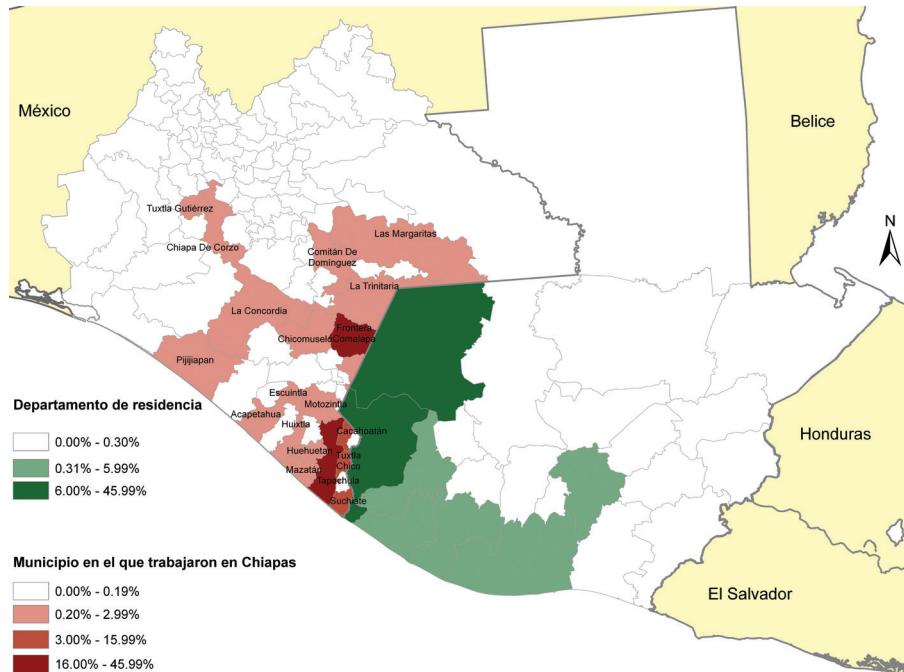 México
Belice
Tuxtla Gutiérrez
Las Margaritas
N
Chiapa De Corzo
Comitán De
Domínguez
La Trinitaria
La Concordia
Frontera
Chicomuselo
Comalapa
Pijijiapan
Escuintla
Motozintla
Acapetahua
Huixtla
Cacahoatán
Huehuetan
Tuxtla
Chico
Mazatán
Tapachula
Suchiate
Honduras
El Salvador
Departamento de residencia
0.00% - 0.30%
0.31% - 5.99%
6.00% - 45.99%
Municipio en el que trabajaron en Chiapas
0.00% - 0.19%
0.20% - 2.99%
3.00% - 15.99%
16.00% - 45.99%